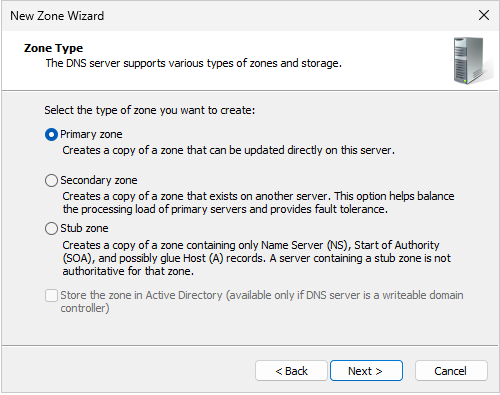 New Zone Wizard
Zone Type
The DNS server supports various types of zones and storage.
Select the type of zone you want to create:
Primary zone
Creates a copy of a zone that can be updated directly on this server.
Secondary zone
Creates a copy of a zone that exists on another server. This option helps balance
the processing load of primary servers and provides fault tolerance.
Stub zone
Creates a copy of a zone containing only Name Server (NS), Start of Authority
(SOA), and possibly glue Host (A) records. A server containing a stub zone is not
authoritative for that zone.
Store the zone in Active Directory (available only if DNS server is a writeable domain
controller)
< Back
Next >
Cancel